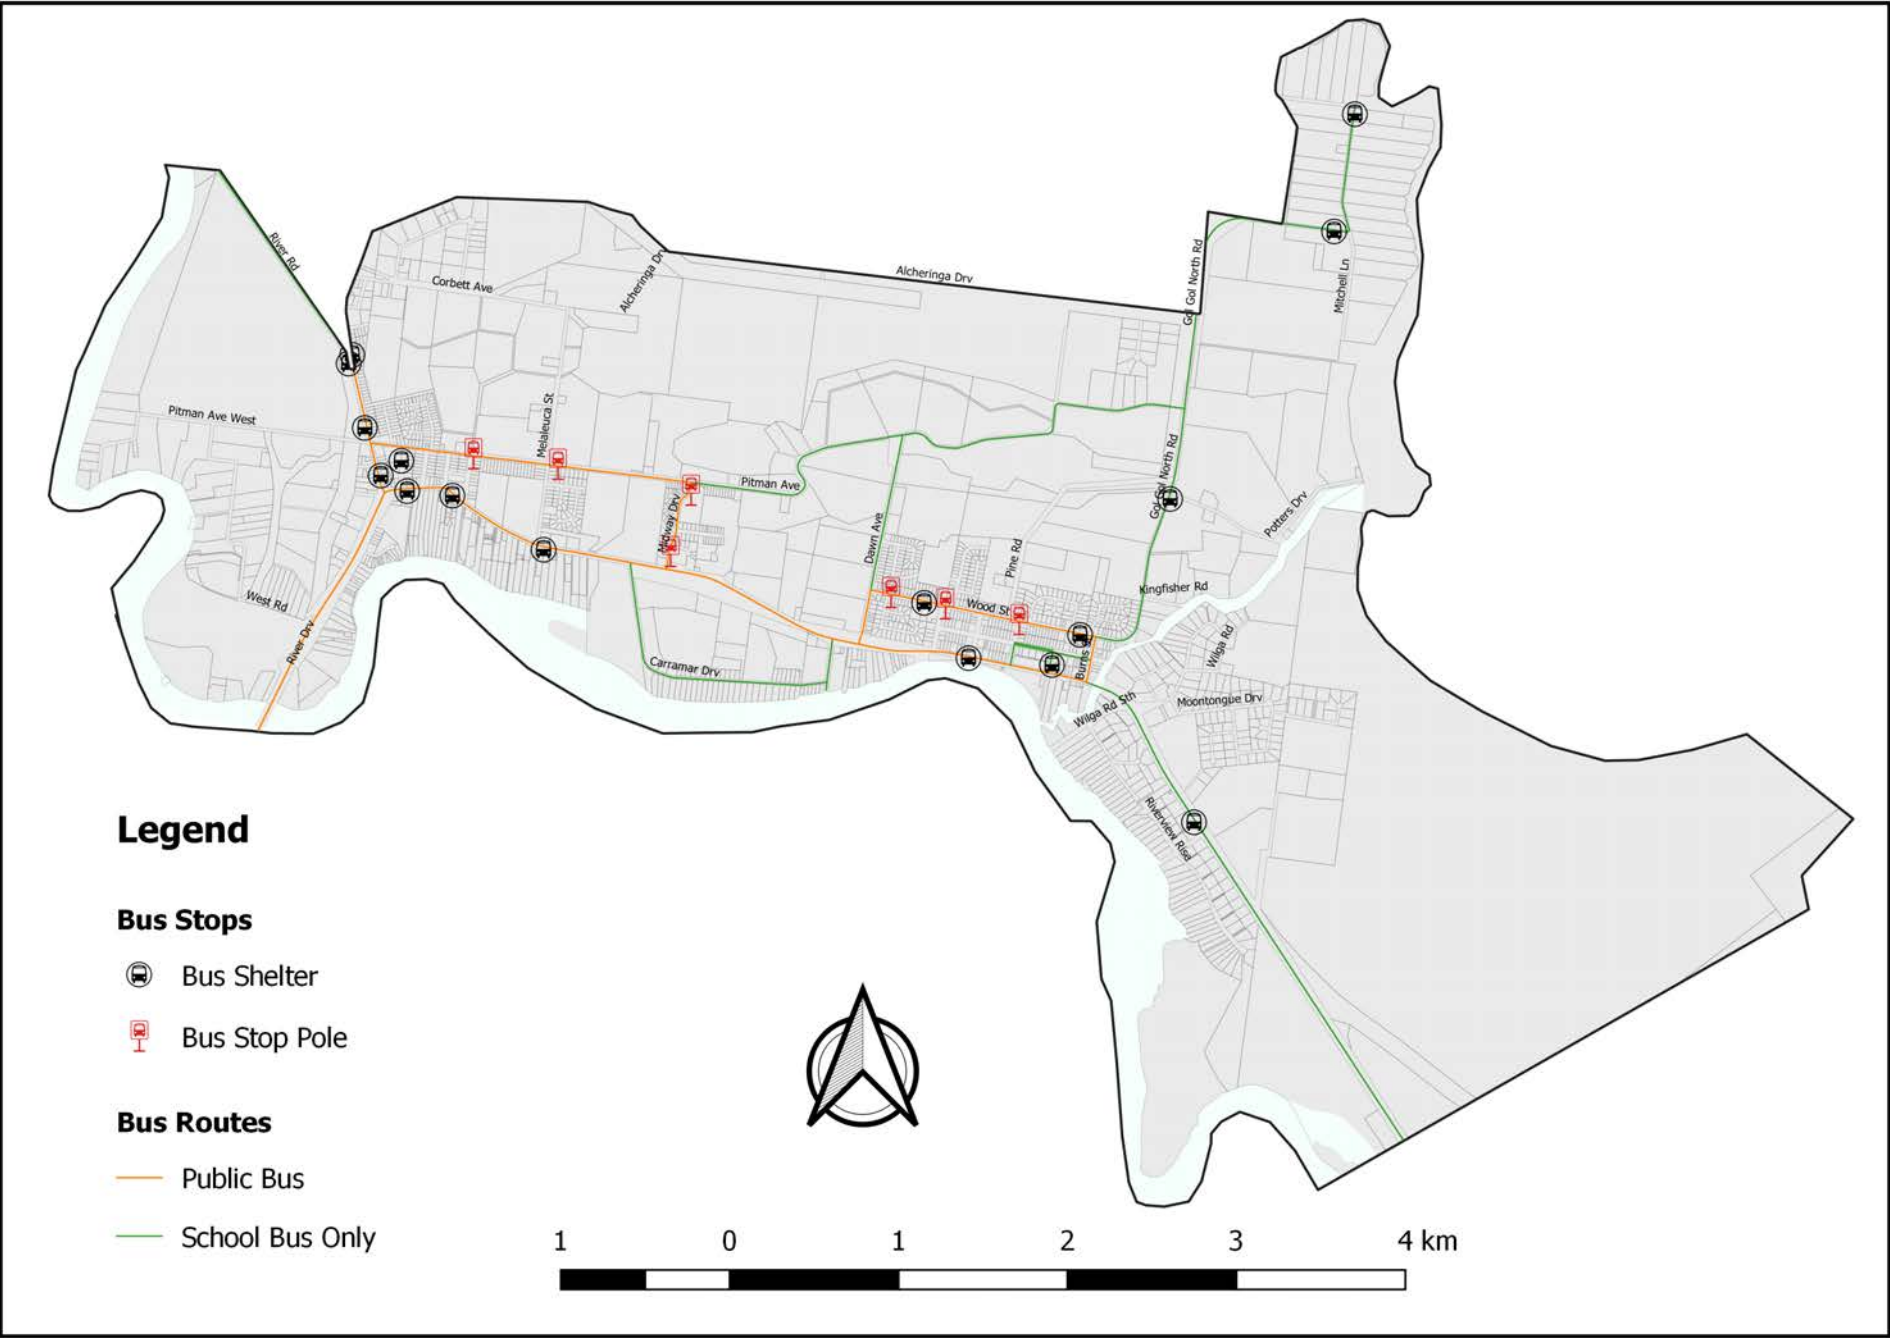 River Rd
Corbett Ave
Alcheringa Drv
Alcheringa Drv
Gol Gol North Rd
Mitchell Ln
Pitman Ave West
Melaleuca St
Pitman Ave
Midway Drv
Gol Gol North Rd
Potters Drv
Dawn Ave
Pine Rd
Kingfisher Rd
West Rd
Wood St
River Drv
Carramar Drv
Burns
Wilga Rd
Wilga Rd Sth
Moontongue Drv
Riverview Rise
Legend
Bus Stops
Bus Shelter
Bus Stop Pole
Bus Routes
Public Bus
School Bus Only
1 0 1 2 3 4 km